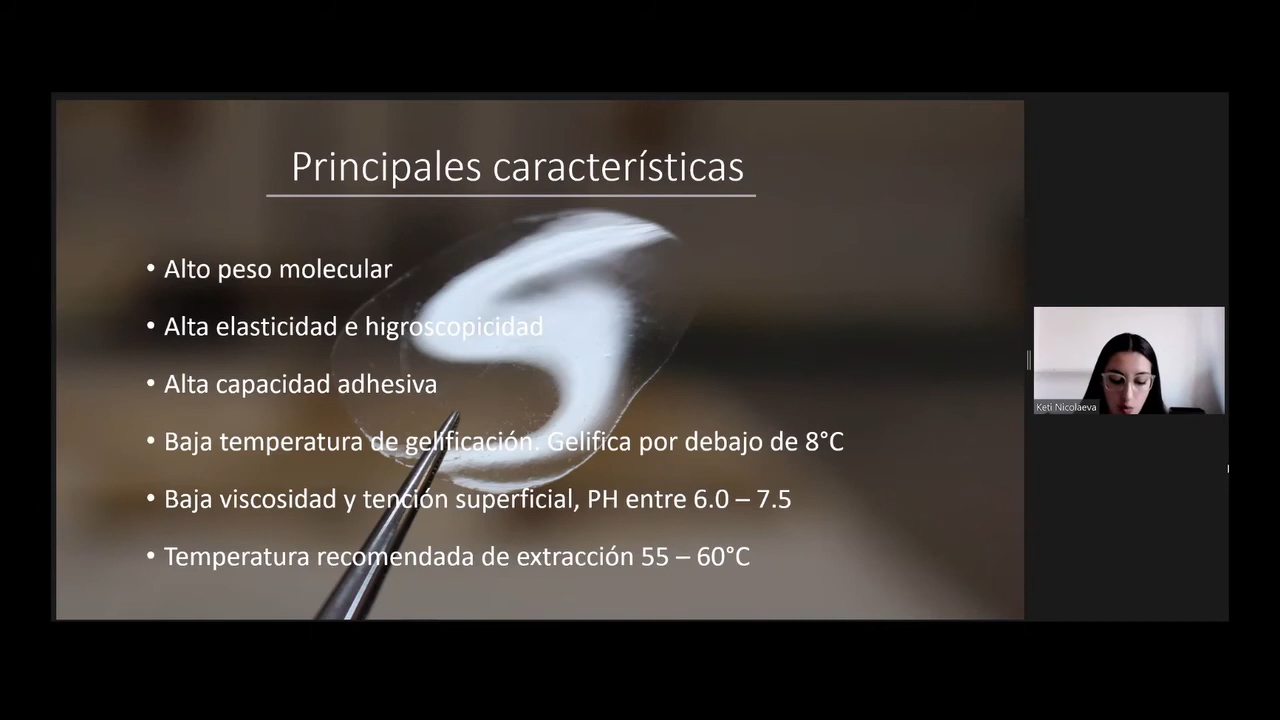 Principales características
• Alto peso molecular
• Alta elasticidad e higroscopicidad
• Alta capacidad adhesiva
• Baja temperatura de gelificación. Gelifica por debajo de 8°C
• Baja viscosidad y tención superficial, PH entre 6.0 – 7.5
• Temperatura recomendada de extracción 55 – 60°C
Keti Nicolaeva